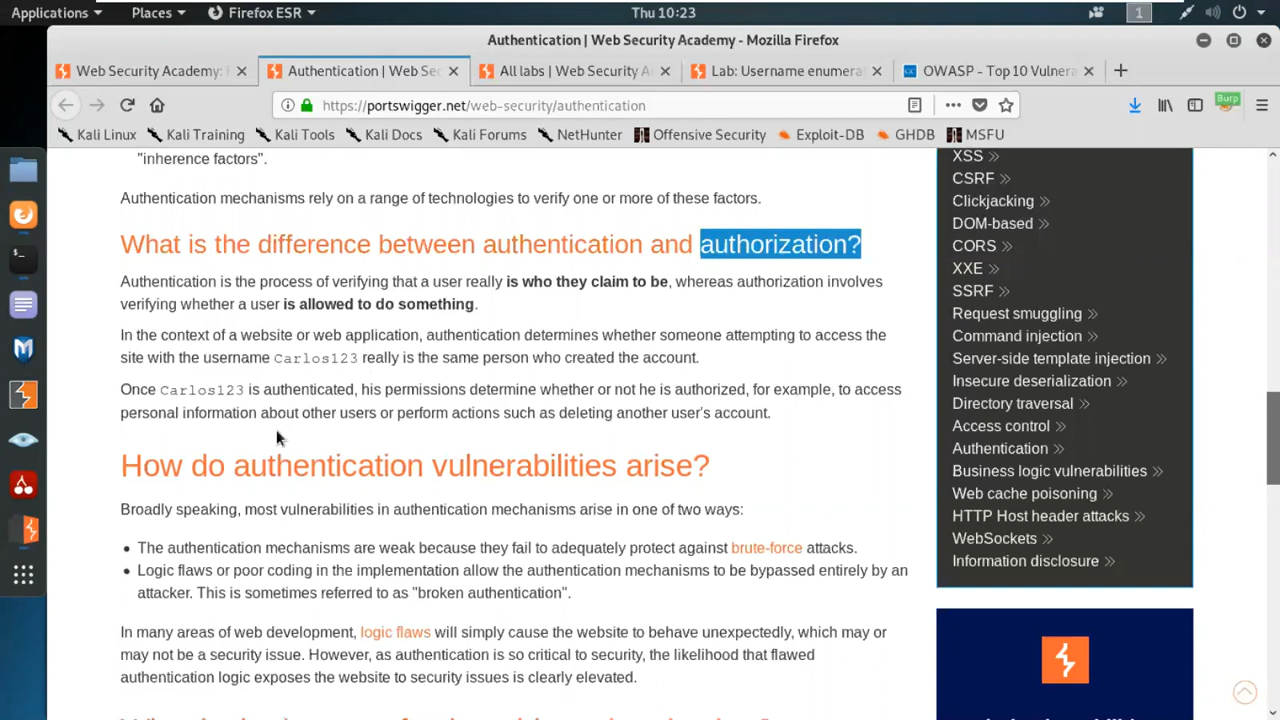 Applications Places Firefox ESR Thu 10:23 1
Authentication | Web Security Academy - Mozilla Firefox
Web Security Academy: Authentication | Web Sec All labs | Web Security A Lab: Username enumera OWASP - Top 10 Vulnera
https://portswigger.net/web-security/authentication Burp
Kali Linux Kali Training Kali Tools Kali Docs Kali Forums NetHunter Offensive Security Exploit-DB GHDB MSFU
"inherence factors".
Authentication mechanisms rely on a range of technologies to verify one or more of these factors.
What is the difference between authentication and authorization?
Authentication is the process of verifying that a user really is who they claim to be, whereas authorization involves
verifying whether a user is allowed to do something.
In the context of a website or web application, authentication determines whether someone attempting to access the
site with the username Carlos123 really is the same person who created the account.
Once Carlos123 is authenticated, his permissions determine whether or not he is authorized, for example, to access
personal information about other users or perform actions such as deleting another user's account.
How do authentication vulnerabilities arise?
Broadly speaking, most vulnerabilities in authentication mechanisms arise in one of two ways:
• The authentication mechanisms are weak because they fail to adequately protect against brute-force attacks.
• Logic flaws or poor coding in the implementation allow the authentication mechanisms to be bypassed entirely by an
attacker. This is sometimes referred to as "broken authentication".
In many areas of web development, logic flaws will simply cause the website to behave unexpectedly, which may or
may not be a security issue. However, as authentication is so critical to security, the likelihood that flawed
authentication logic exposes the website to security issues is clearly elevated.
XSS
CSRF
Clickjacking
DOM-based
CORS
XXE
SSRF
Request smuggling
Command injection
Server-side template injection
Insecure deserialization
Directory traversal
Access control
Authentication
Business logic vulnerabilities
Web cache poisoning
HTTP Host header attacks
WebSockets
Information disclosure